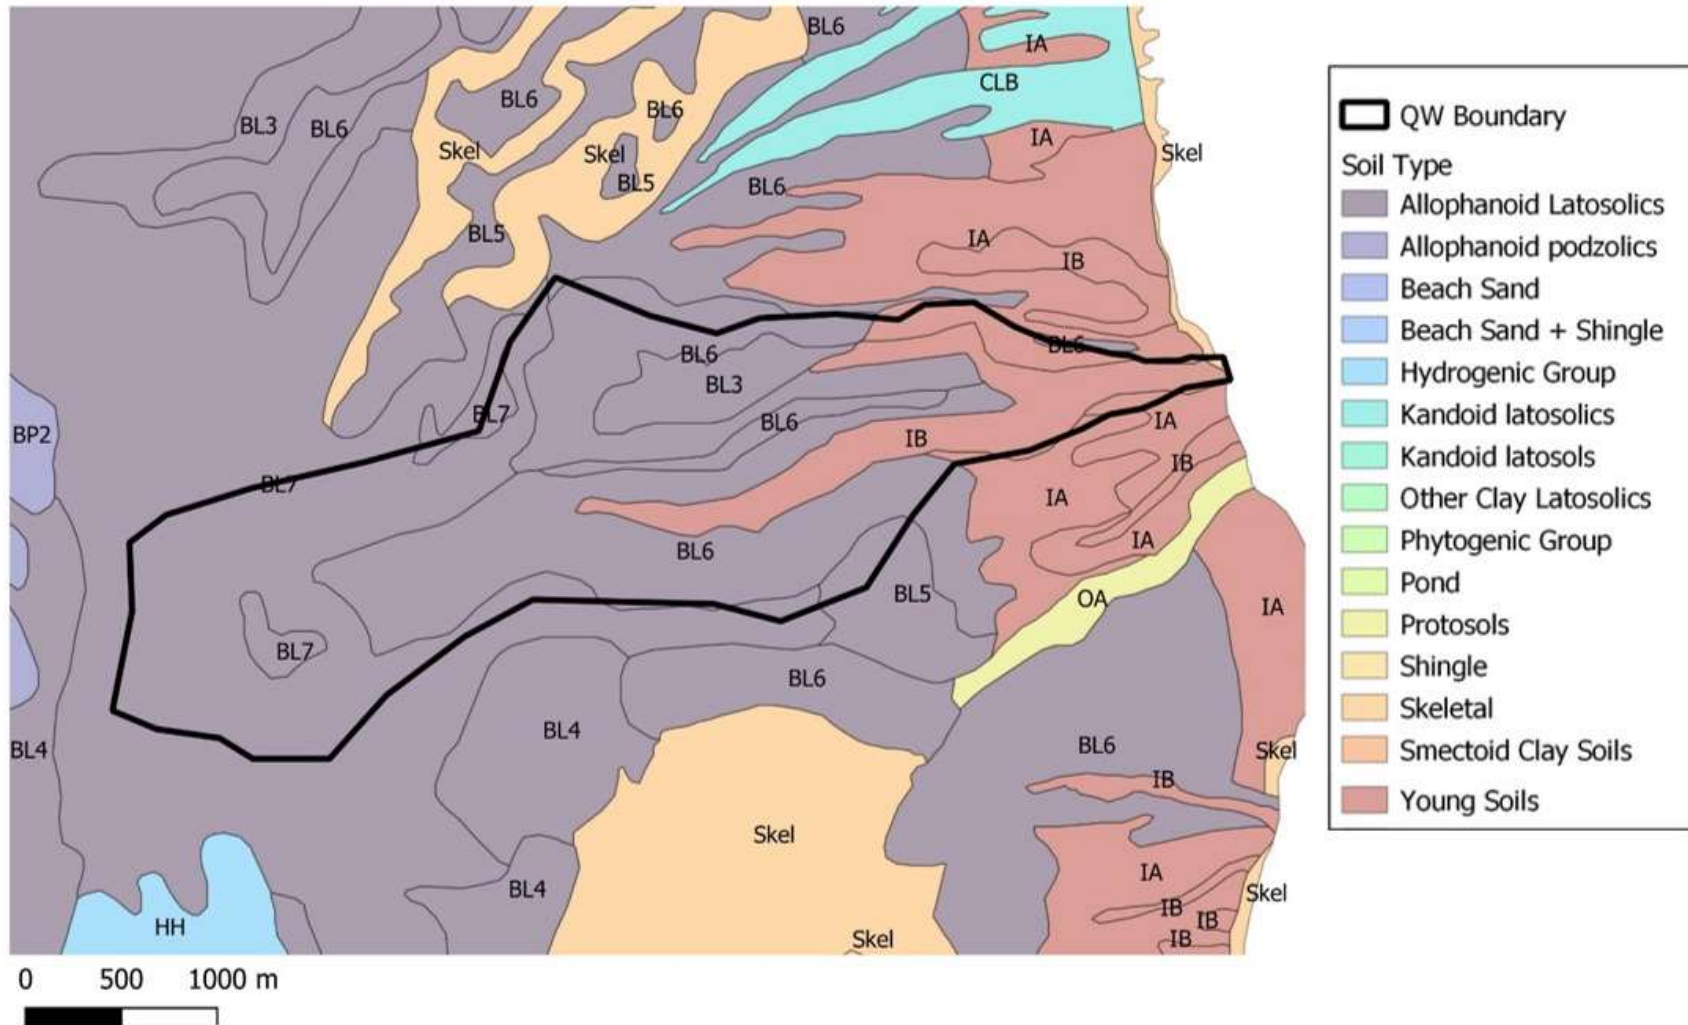 BL6
IA
CLB
BL6
BL6
BL3
BL6
IA
Skel
Skel
Skel
BL5
BL6
BL5
IA
IB
BL6
BL6
BL3
BL7
BL6
IA
BP2
IB
IB
BL7
IA
IA
BL6
BL5
OA
IA
BL7
BL6
BL4
BL4
BL6
Skel
IB
Skel
IA
BL4
Skel
IB
IB
HH
Skel
IB
0 500 1000 m
QW Boundary
Soil Type
Allophanoid Latosolics
Allophanoid podzolics
Beach Sand
Beach Sand + Shingle
Hydrogenic Group
Kandoid latosolics
Kandoid latosols
Other Clay Latosolics
Phytogenic Group
Pond
Protosols
Shingle
Skeletal
Smectoid Clay Soils
Young Soils